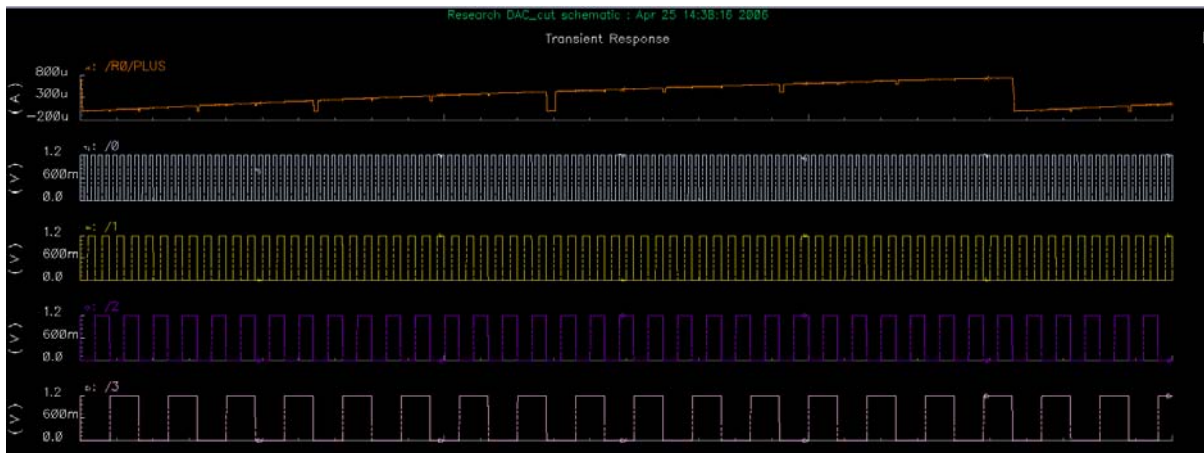 Research DAC_cut schematic : Apr 25 14:38:16 2006
Transient Response
/R0/PLUS
800u
300u
-200u
(A)
/0
1.2
600m
0.0
(V)
/1
1.2
600m
0.0
(V)
/2
1.2
600m
0.0
(V)
/3
1.2
600m
0.0
(V)